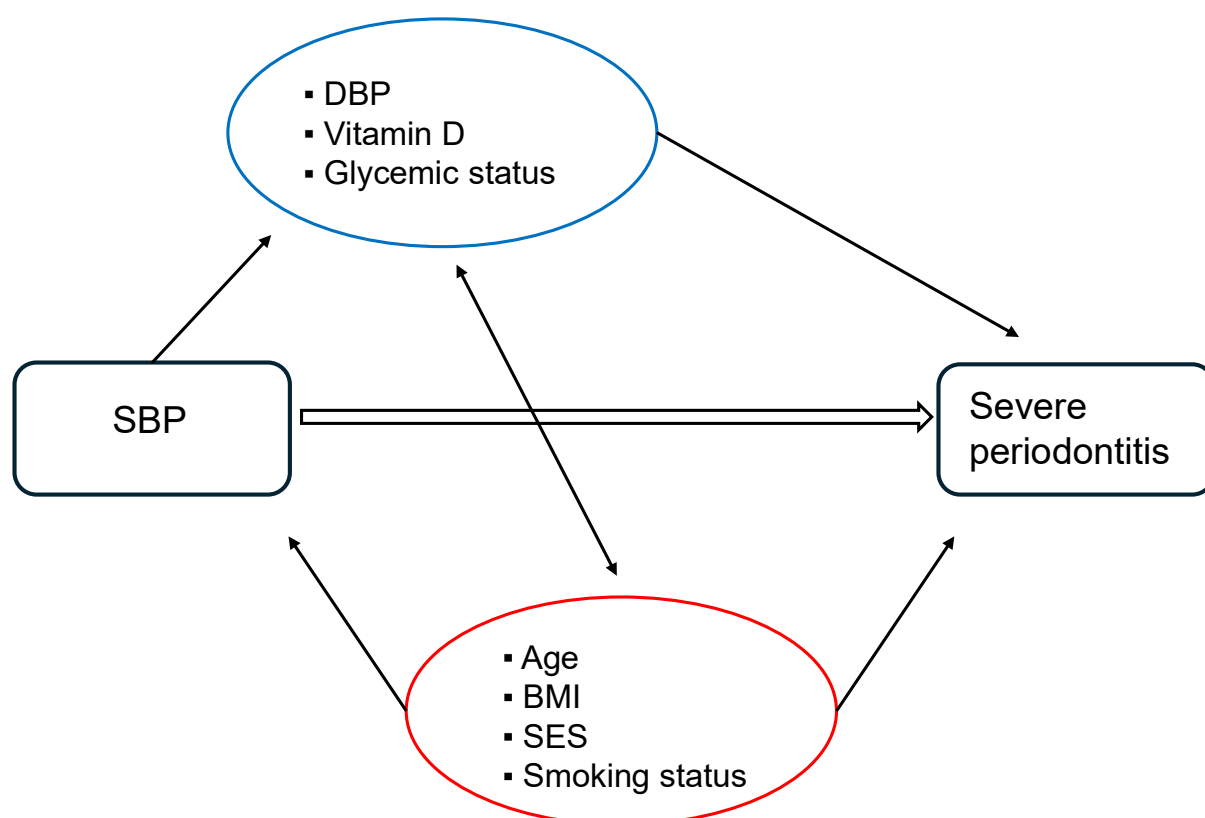 ▪ DBP
▪ Vitamin D
▪ Glycemic status
SBP
Severe
periodontitis
▪ Age
▪ BMI
▪ SES
▪ Smoking status